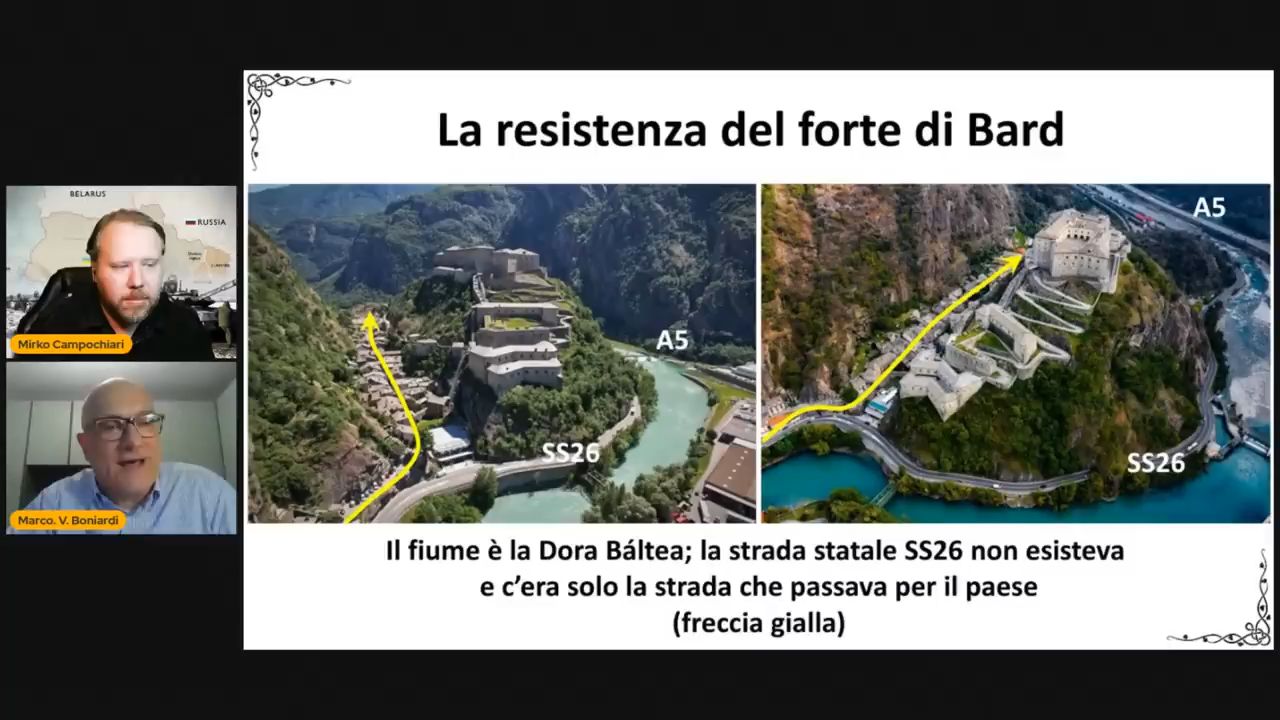 La resistenza del forte di Bard
BELARUS
RUSSIA
Mirko Campochiari
Marco. V. Boniardi
A5
SS26
A5
SS26
Il fiume è la Dora Báltea; la strada statale SS26 non esisteva
e c’era solo la strada che passava per il paese
(freccia gialla)